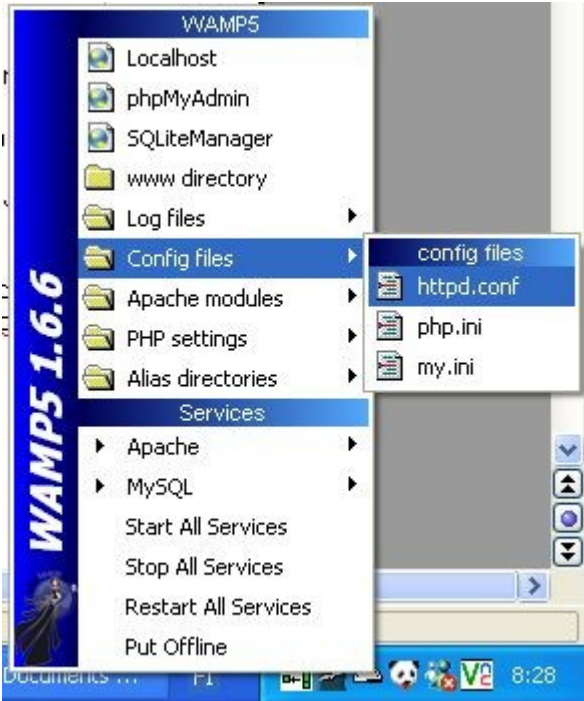 WAMP5
Localhost
phpMyAdmin
SQLiteManager
www directory
Log files
Config files
Apache modules
PHP settings
Alias directories
Services
Apache
MySQL
Start All Services
Stop All Services
Restart All Services
Put Offline
WAMP5 1.6.6
config files
httpd.conf
php.ini
my.ini
8:28